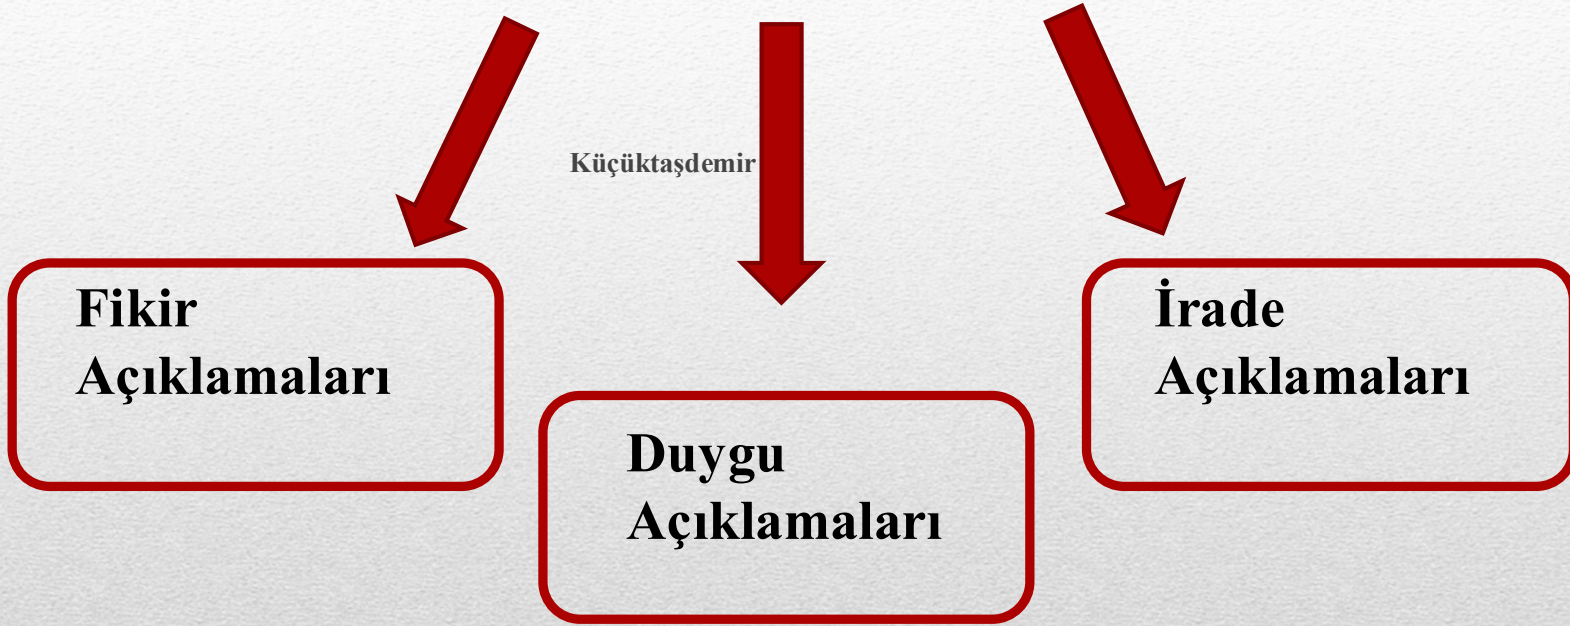 Küçüktaşdemir
Fikir
Açıklamaları
Duygu
Açıklamaları
İrade
Açıklamaları